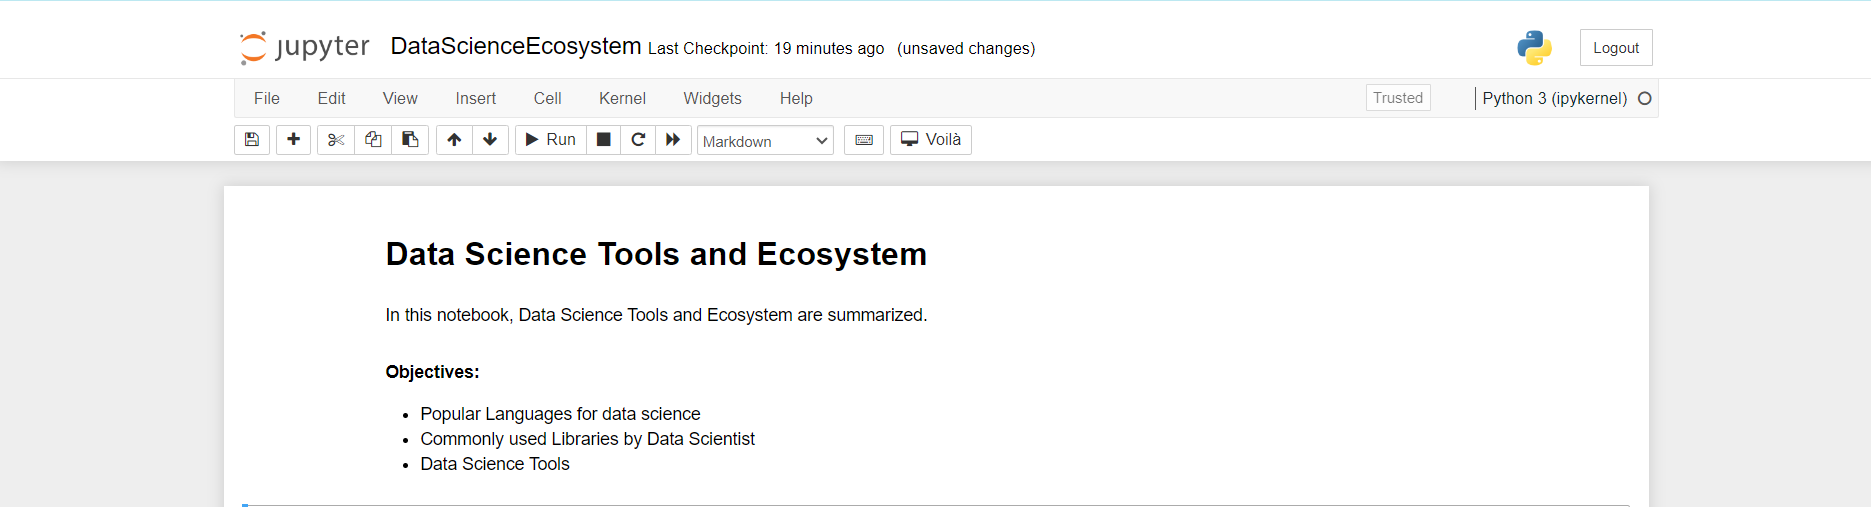 jupyter DataScienceEcosystem Last Checkpoint: 19 minutes ago (unsaved changes) Logout
File Edit View Insert Cell Kernel Widgets Help Trusted Python 3 (ipykernel)
Run Markdown Voilà
Data Science Tools and Ecosystem
In this notebook, Data Science Tools and Ecosystem are summarized.
Objectives:
• Popular Languages for data science
• Commonly used Libraries by Data Scientist
• Data Science Tools